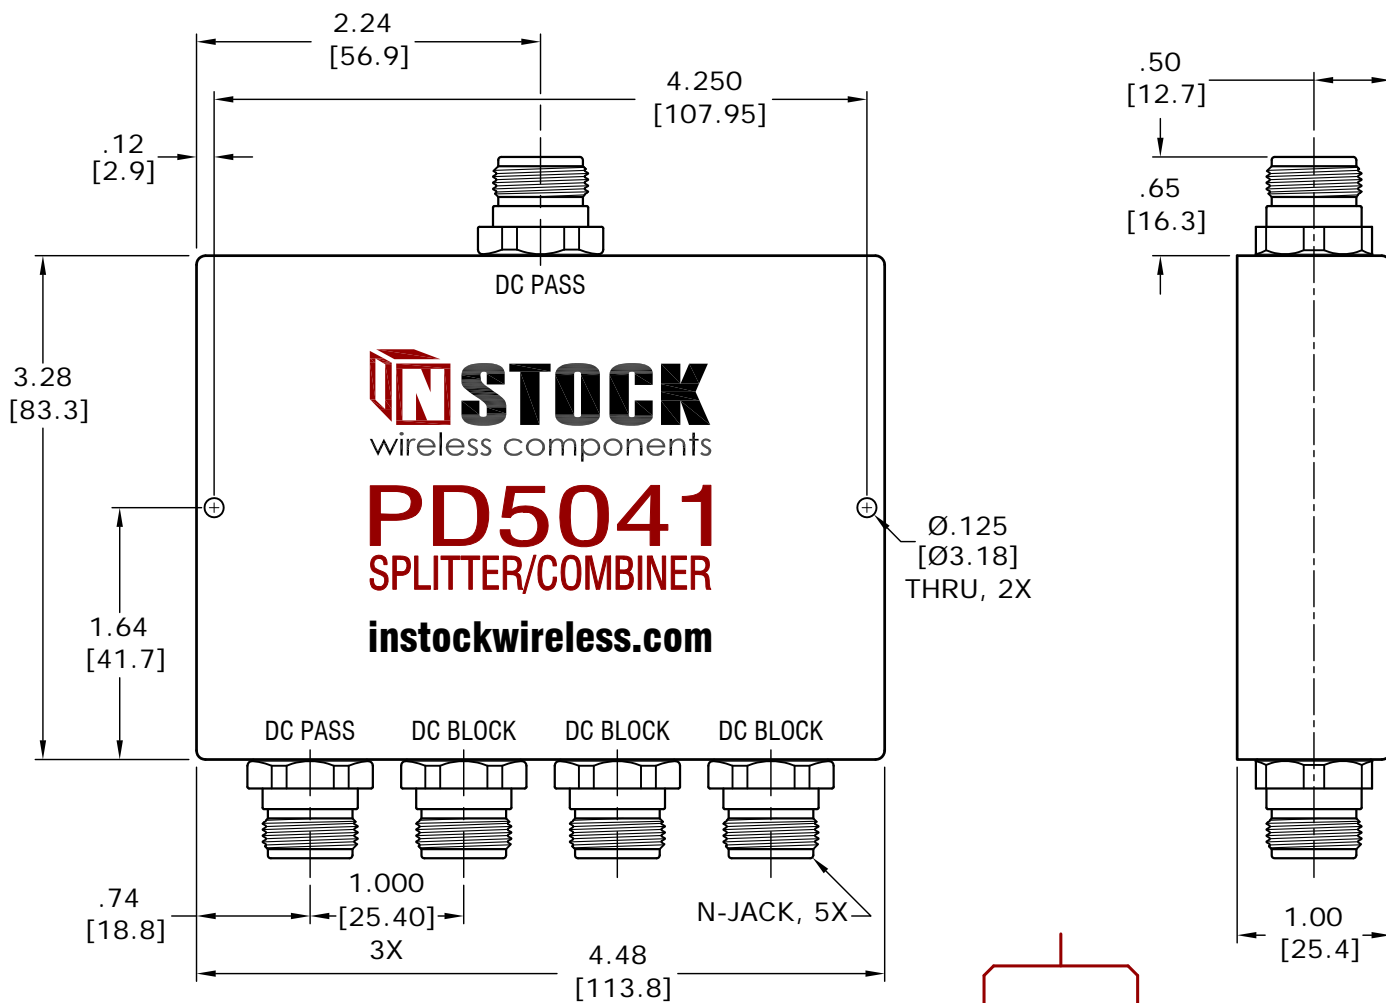 2.24
[56.9]
4.250
[107.95]
.12
[2.9]
.50
[12.7]
.65
[16.3]
DC PASS
3.28
[83.3]
IN STOCK
wireless components
PD5041
SPLITTER/COMBINER
instockwireless.com
Ø.125
[Ø3.18]
THRU, 2X
1.64
[41.7]
DC PASS DC BLOCK DC BLOCK DC BLOCK
.74
[18.8]
1.000
[25.40]
3X
N-JACK, 5X
4.48
[113.8]
1.00
[25.4]